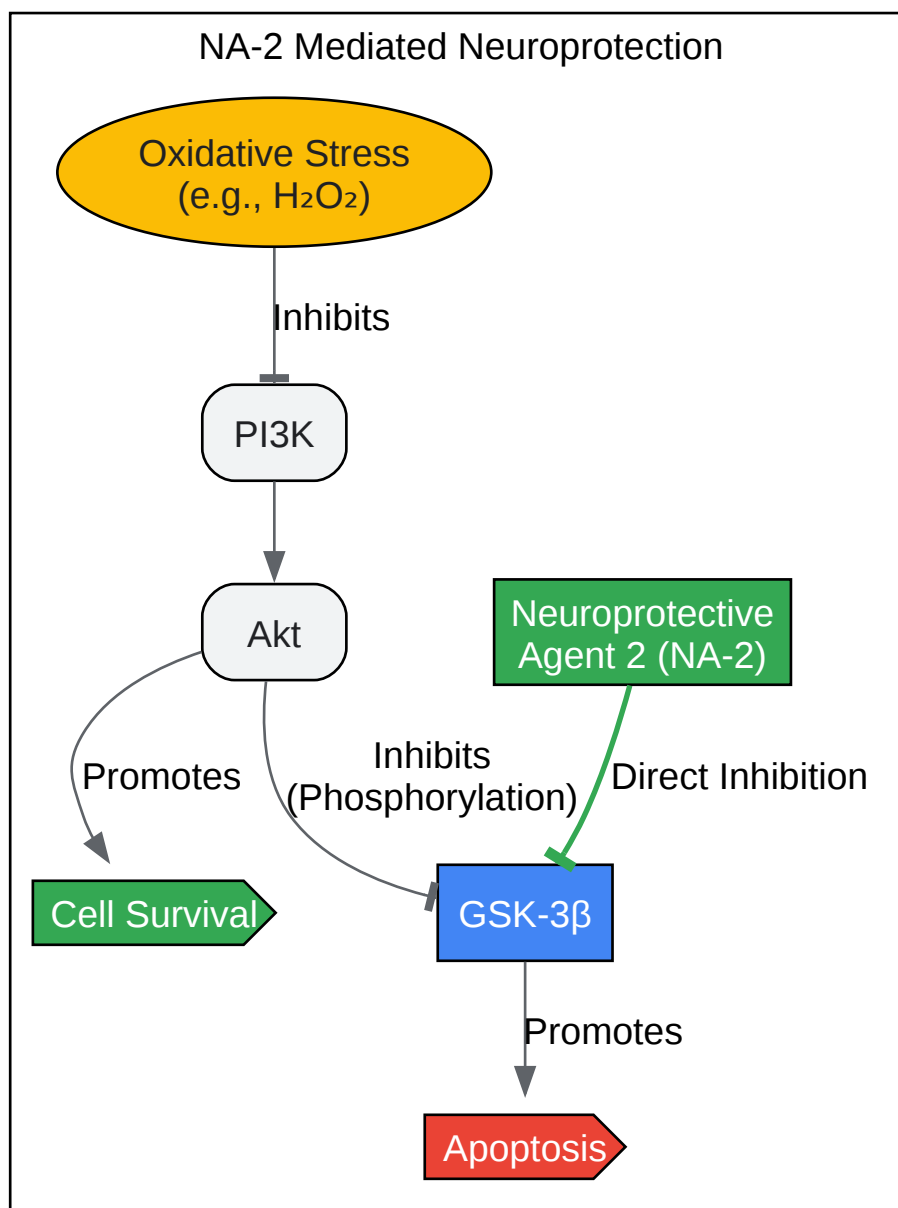 NA-2 Mediated Neuroprotection
Oxidative Stress
(e.g., H₂O₂)
Inhibits
PI3K
Akt
Neuroprotective
Agent 2 (NA-2)
Promotes
Inhibits
(Phosphorylation)
Direct Inhibition
Cell Survival
GSK-3β
Promotes
Apoptosis